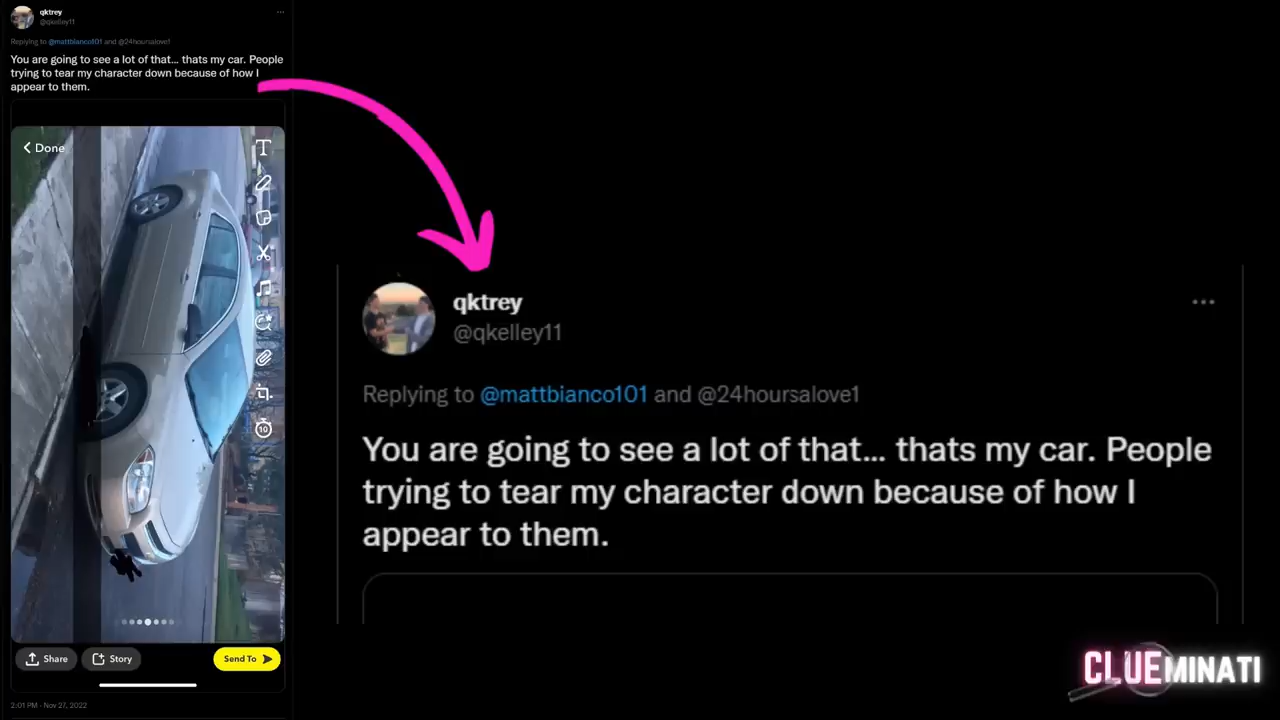 qktrey
@qkelley11
Replying to @mattbianco101 and @24hoursalove1
You are going to see a lot of that... thats my car. People
trying to tear my character down because of how I
appear to them.
Done
T
10
Share
Story
Send To
2:01 PM · Nov 27, 2022
qktrey
@qkelley11
Replying to @mattbianco101 and @24hoursalove1
You are going to see a lot of that... thats my car. People
trying to tear my character down because of how I
appear to them.
CLUEMINATI